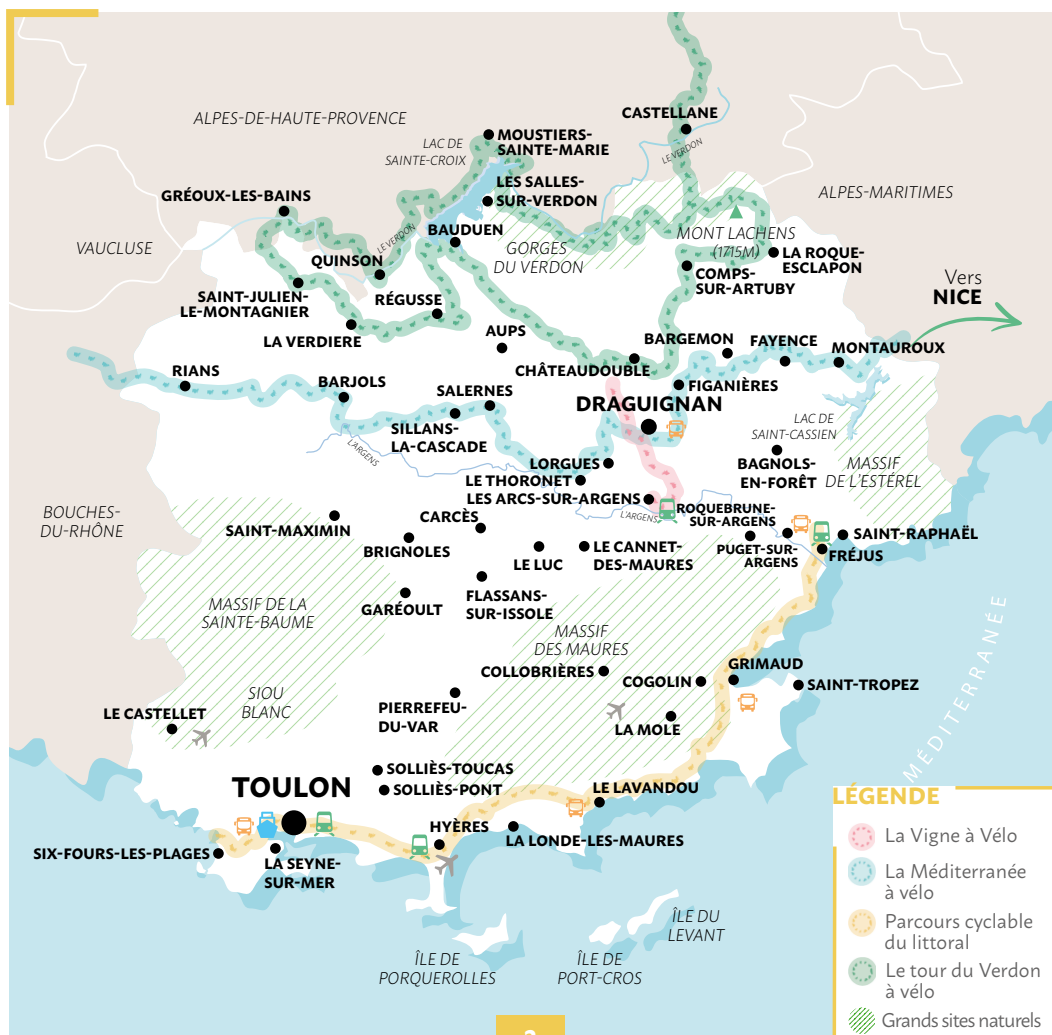 ALPES-DE-HAUTE-PROVENCE
CASTELLANE
MOUSTIERS-
SAINTE-MARIE
LAC DE
SAINTE-CROIX
LE VERDON
LES SALLES-
SUR-VERDON
ALPES-MARITIMES
GRÉOUX-LES-BAINS
VAUCLUSE
BAUDUEN
LE VERDON
GORGES
DU VERDON
MONT LACHENS
(1715M)
QUINSON
LA ROQUE-
ESCLAPON
COMPS-
SUR-ARTUBY
Vers
NICE
SAINT-JULIEN-
LE-MONTAGNIER
RÉGUSSE
LA VERDIERE
AUPS
BARGEMON
FAYENCE
MONTAUROUX
CHÂTEAUDOUBLE
RIANS
BARJOLS
SALERNES
FIGANIÈRES
DRAGUIGNAN
SILLANS-
LA-CASCADE
LAC DE
SAINT-CASSIEN
L'ARGENS
LORGUES
LE THORONET
LES ARCS-SUR-ARGENS
BAGNOLS-
EN-FORÊT
MASSIF
DE L'ESTÉREL
BOUCHES-
DU-RHÔNE
SAINT-MAXIMIN
CARCÈS
BRIGNOLES
L'ARGENS
ROQUEBRUNE-
SUR-ARGENS
SAINT-RAPHAËL
LE LUC
LE CANNET-
DES-MAURES
PUGET-SUR-
ARGENS
FRÉJUS
MASSIF DE LA
SAINTE-BAUME
GARÉOULT
FLASSANS-
SUR-ISSOLE
MASSIF
DES MAURES
COLLOBRIÈRES
COGOLIN
GRIMAUD
SAINT-TROPEZ
MÉDITERRANÉE
SIOU
BLANC
LE CASTELLET
PIERREFEU-
DU-VAR
LA MOLE
SOLLIÈS-TOUCAS
SOLLIÈS-PONT
TOULON
LE LAVANDOU
HYÈRES
LA LONDE-LES-MAURES
SIX-FOURS-LES-PLAGES
LA SEYNE-
SUR-MER
ÎLE DU
LEVANT
ÎLE DE
PORQUEROLLES
ÎLE DE
PORT-CROS
LÉGENDE
La Vigne à Vélo
La Méditerranée
à vélo
Parcours cyclable
du littoral
Le tour du Verdon
à vélo
Grands sites naturels